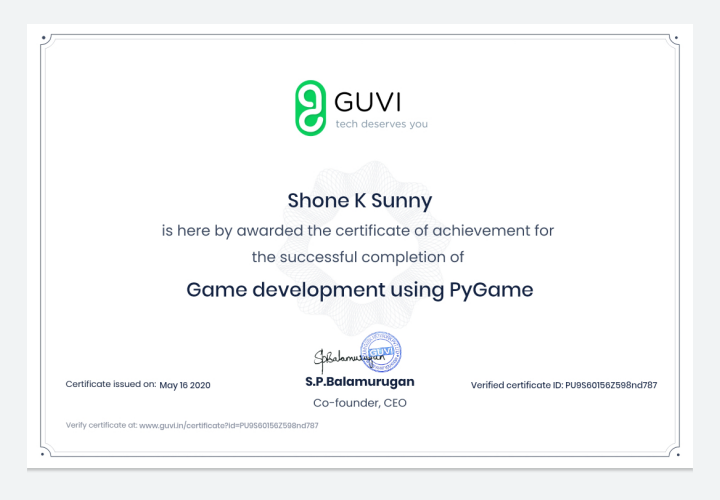 GUVI
tech deserves you
Shone K Sunny
is here by awarded the certificate of achievement for
the successful completion of
Game development using PyGame
SpBalamurugan
GUVI
S.P.Balamurugan
Co-founder, CEO
Certificate issued on: May 16 2020
Verified certificate ID: PU9S60156Z598nd787
Verify certificate at: www.guvi.in/certificate?id=PU9S60156Z598nd787